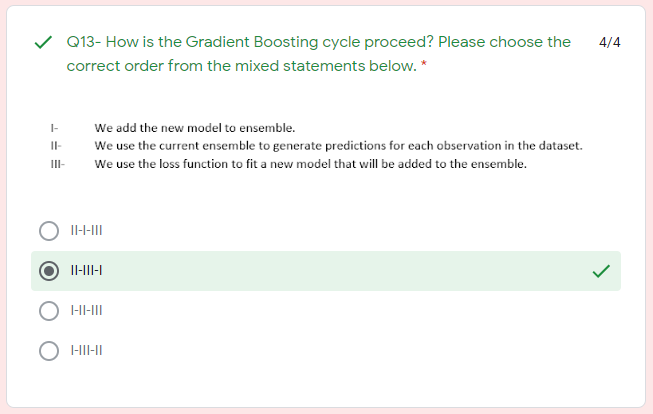 Q13- How is the Gradient Boosting cycle proceed? Please choose the 4/4
correct order from the mixed statements below. *
I- We add the new model to ensemble.
II- We use the current ensemble to generate predictions for each observation in the dataset.
III- We use the loss function to fit a new model that will be added to the ensemble.
II-I-III
II-III-I
I-II-III
I-III-II